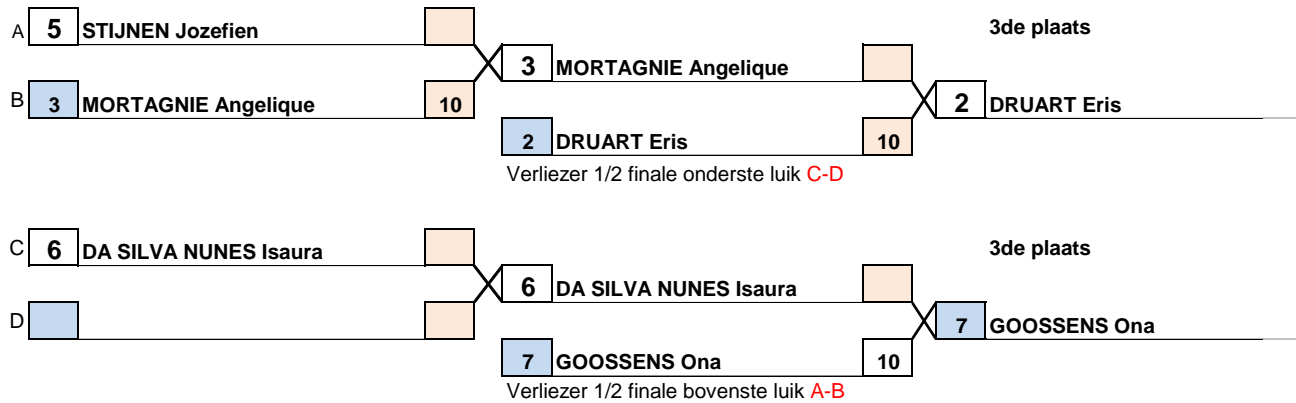 A 5 STIJNEN Jozefien 3de plaats
3 MORTAGNIE Angelique
B 3 MORTAGNIE Angelique 10 2 DRUART Eris
2 DRUART Eris 10
Verliezer 1/2 finale onderste luik C-D
C 6 DA SILVA NUNES Isaura 3de plaats
6 DA SILVA NUNES Isaura
D 7 GOOSSENS Ona
7 GOOSSENS Ona 10
Verliezer 1/2 finale bovenste luik A-B